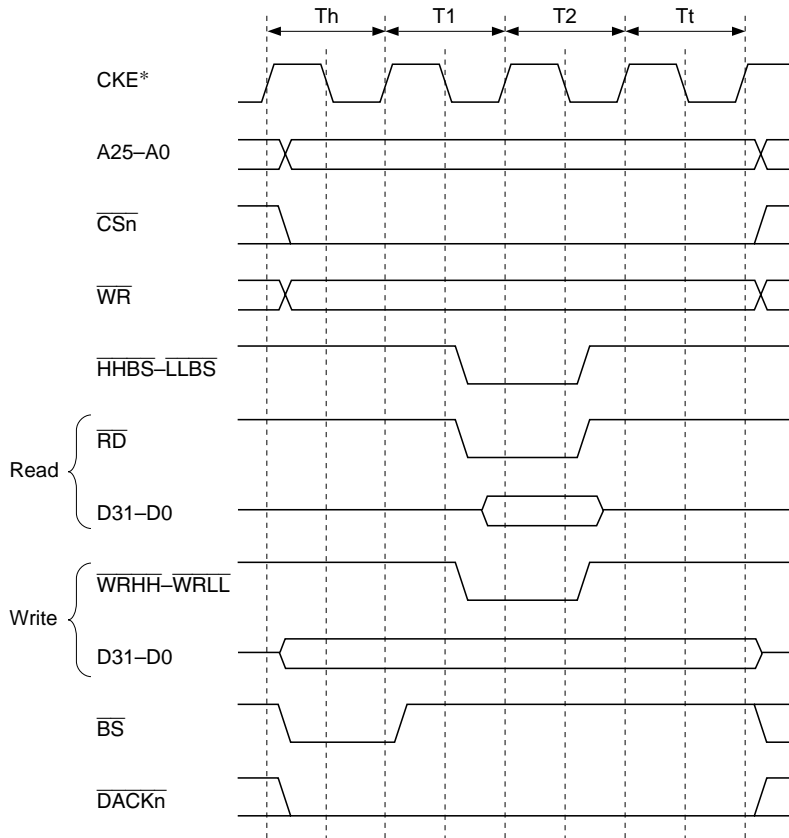 Th T1 T2 Tt
CKE*
A25–A0
CSn
WR
HHBS–LLBS
Read
RD
D31–D0
Write
WRHH–WRLL
D31–D0
BS
DACKn